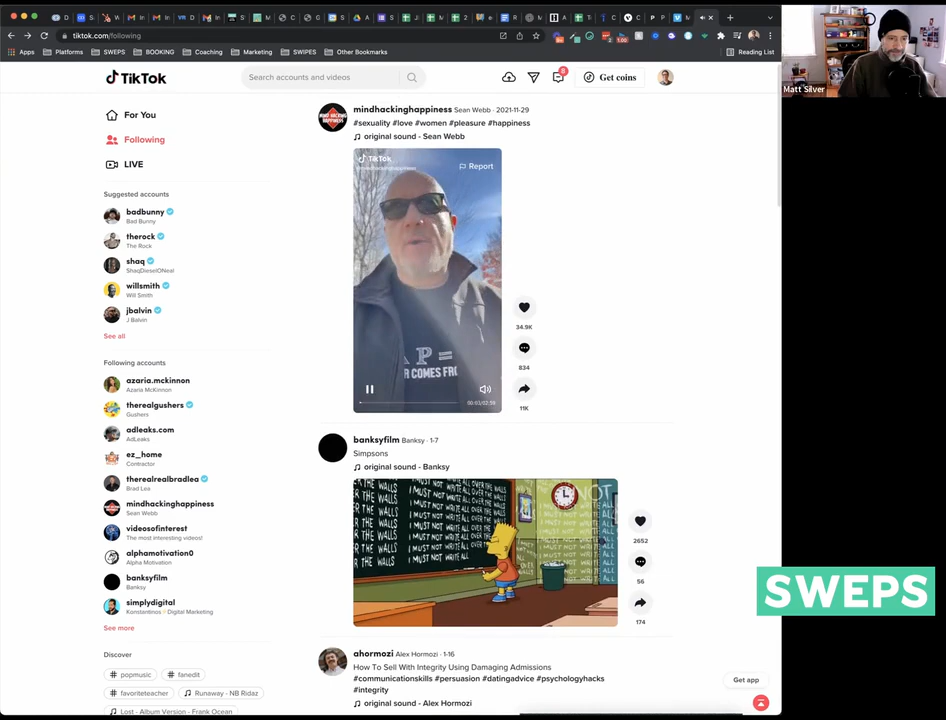 tiktok.com/following
Apps
Platforms
SWEPS
BOOKING
Coaching
Marketing
SWIPES
Other Bookmarks
Reading List
Matt Silver
TikTok
Search accounts and videos
8
Get coins
For You
Following
LIVE
Suggested accounts
badbunny
Bad Bunny
therock
The Rock
shaq
ShaqDieselONeal
willsmith
Will Smith
jbalvin
J Balvin
See all
Following accounts
azaria.mckinnon
Azaria McKinnon
therealgushers
Gushers
adleaks.com
AdLeaks
ez_home
Contractor
therealrealbradlea
Brad Lea
mindhackinghappiness
Sean Webb
videosofinterest
The most interesting videos!
alphamotivation0
Alpha Motivation
banksyfilm
Banksy
simplydigital
Konstantinos⚡Digital Marketing
See more
Discover
# popmusic
# fanedit
# favoriteteacher
Runaway - NB Ridaz
Lost - Album Version - Frank Ocean
mindhackinghappiness Sean Webb · 2021-11-29
#sexuality #love #women #pleasure #happiness
original sound - Sean Webb
TikTok
Report
P =
R COMES FR
00:03/02:59
34.9K
834
11K
banksyfilm Banksy · 1-7
Simpsons
original sound - Banksy
I MUST NOT WRITE ALL OVER THE WALLS
NOT
2652
56
174
ahormozi Alex Hormozi · 1-16
How To Sell With Integrity Using Damaging Admissions
#communicationskills #persuasion #datingadvice #psychologyhacks
#integrity
original sound - Alex Hormozi
SWEPS
Get app